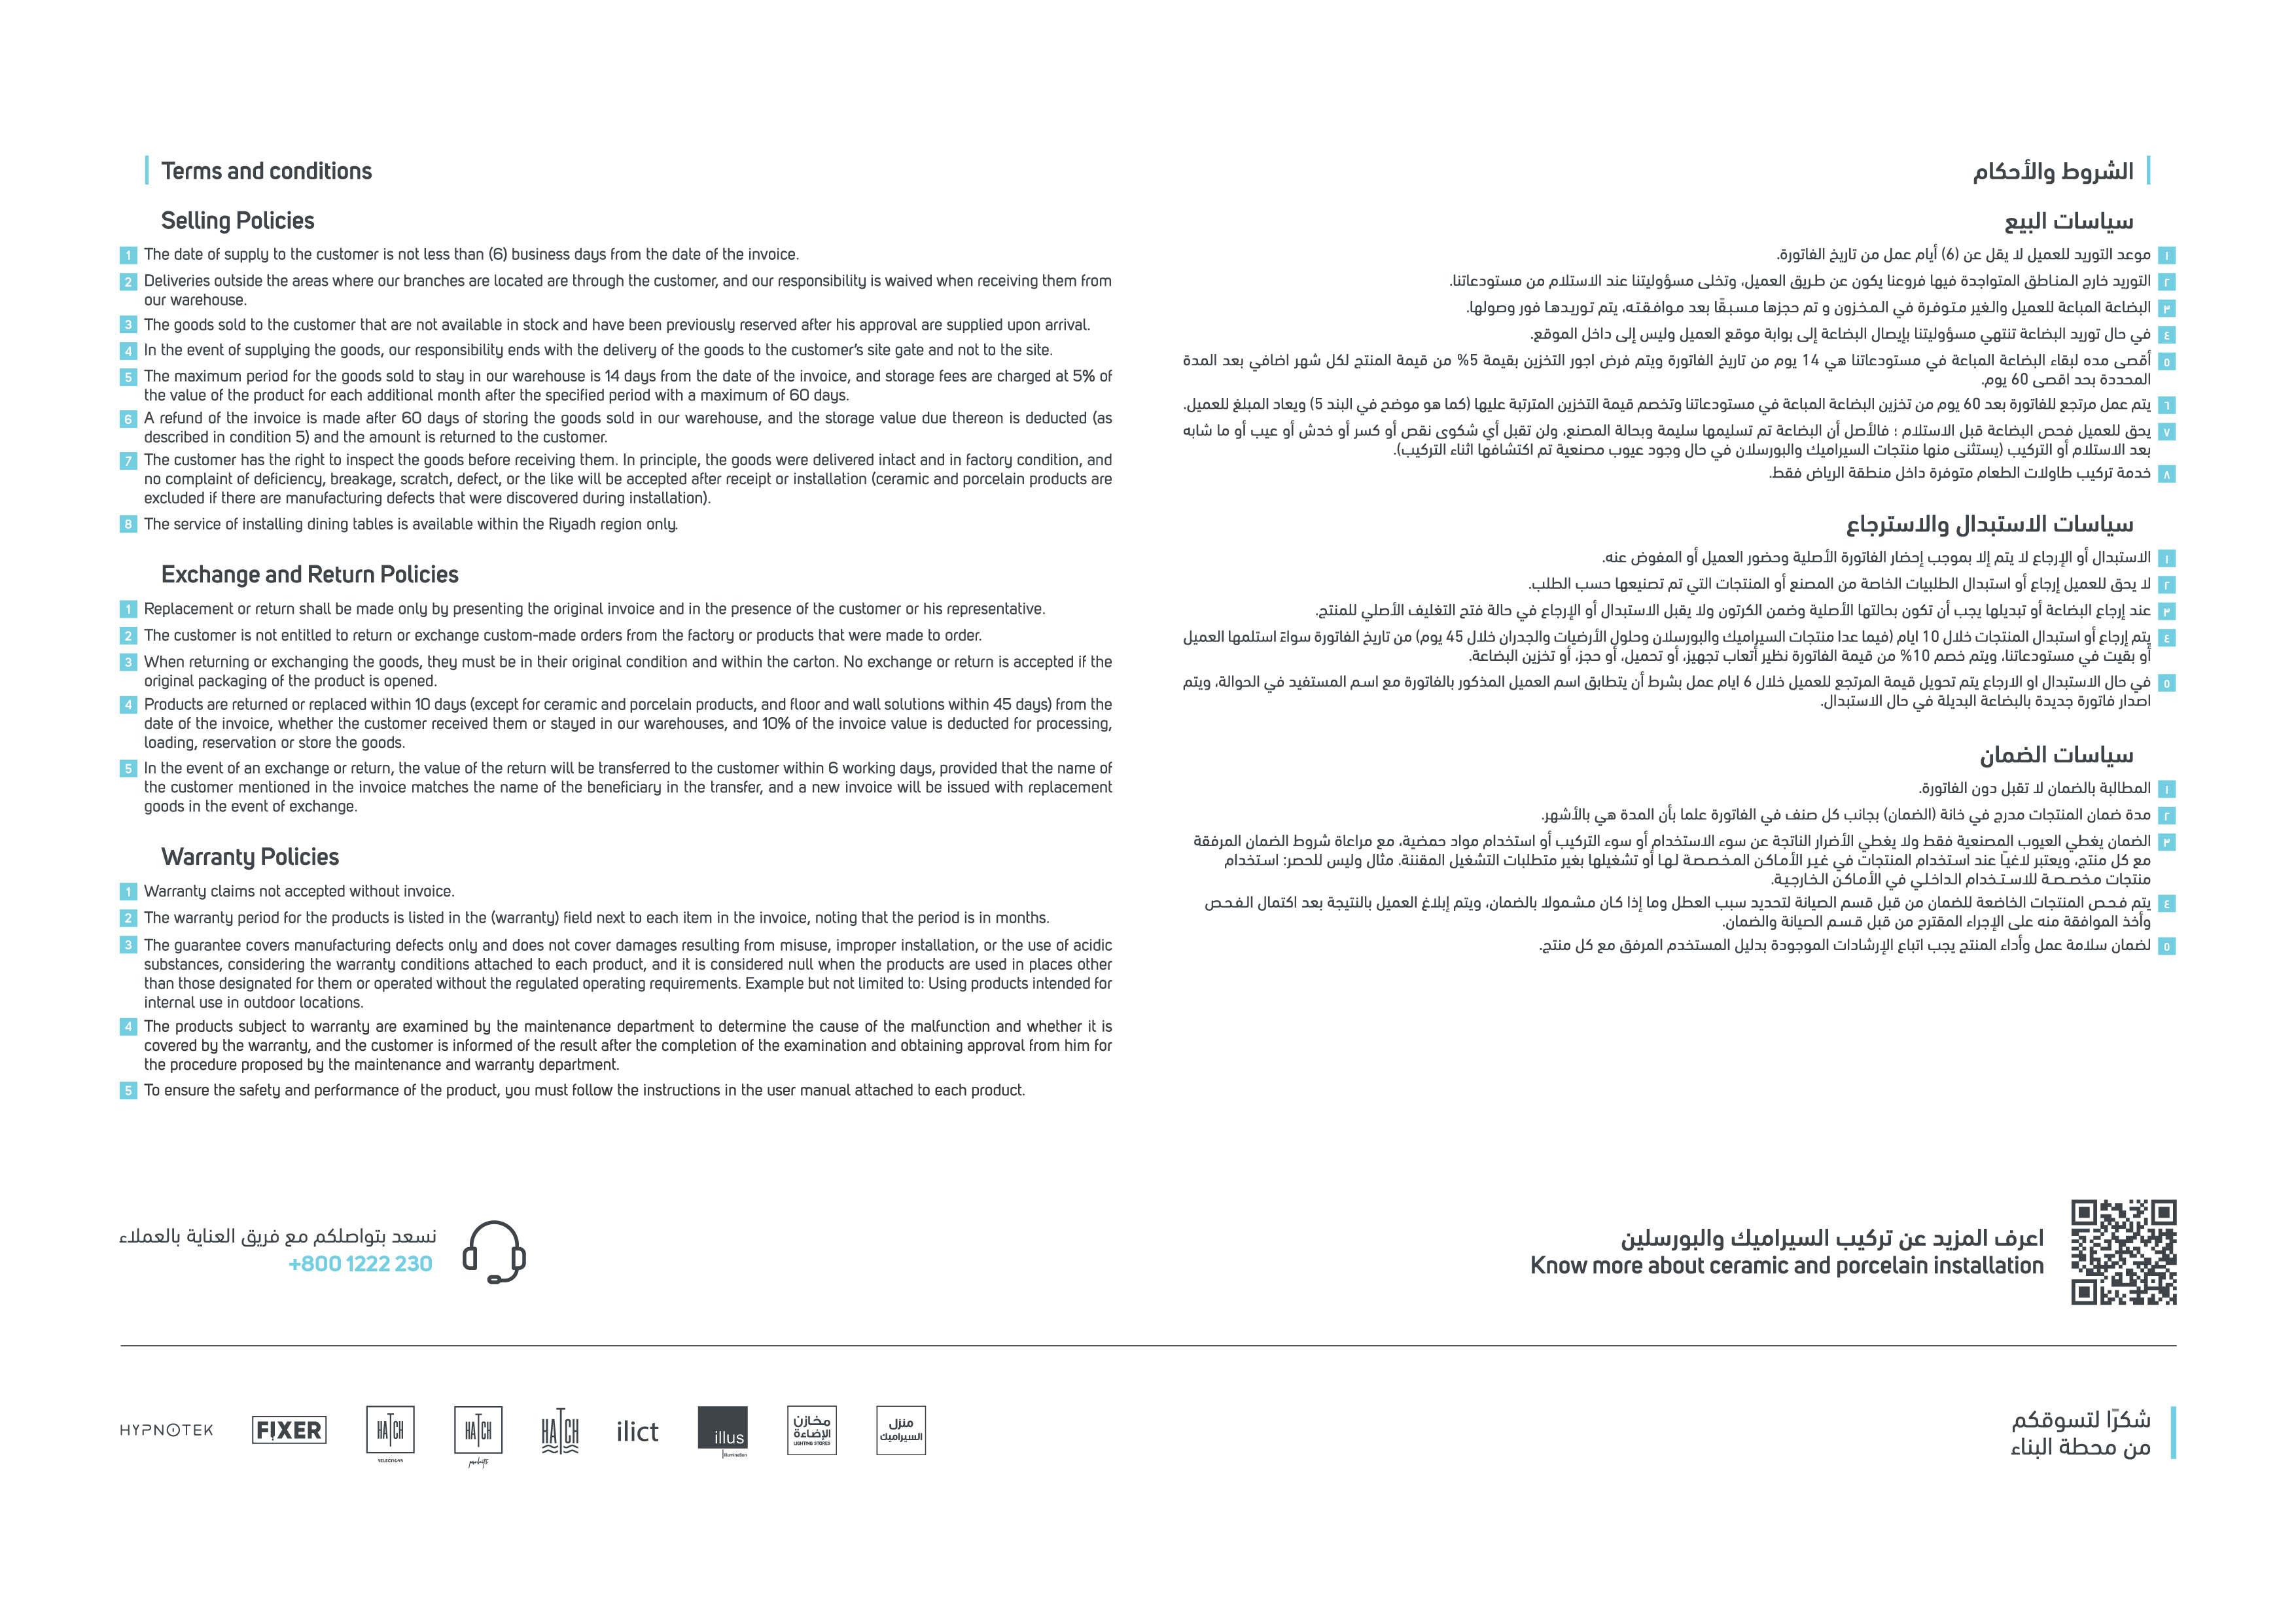 Terms and conditions
Selling Policies
1 The date of supply to the customer is not less than (6) business days from the date of the invoice.
2 Deliveries outside the areas where our branches are located are through the customer, and our responsibility is waived when receiving them from
our warehouse.
3 The goods sold to the customer that are not available in stock and have been previously reserved after his approval are supplied upon arrival.
4 In the event of supplying the goods, our responsibility ends with the delivery of the goods to the customer's site gate and not to the site.
5 The maximum period for the goods sold to stay in our warehouse is 14 days from the date of the invoice, and storage fees are charged at 5% of
the value of the product for each additional month after the specified period with a maximum of 60 days.
6 A refund of the invoice is made after 60 days of storing the goods sold in our warehouse, and the storage value due thereon is deducted (as
described in condition 5) and the amount is returned to the customer.
7 The customer has the right to inspect the goods before receiving them. In principle, the goods were delivered intact and in factory condition, and
no complaint of deficiency, breakage, scratch, defect, or the like will be accepted after receipt or installation (ceramic and porcelain products are
excluded if there are manufacturing defects that were discovered during installation).
8 The service of installing dining tables is available within the Riyadh region only.
Exchange and Return Policies
1 Replacement or return shall be made only by presenting the original invoice and in the presence of the customer or his representative.
2 The customer is not entitled to return or exchange custom-made orders from the factory or products that were made to order.
3 When returning or exchanging the goods, they must be in their original condition and within the carton. No exchange or return is accepted if the
original packaging of the product is opened.
4 Products are returned or replaced within 10 days (except for ceramic and porcelain products, and floor and wall solutions within 45 days) from the
date of the invoice, whether the customer received them or stayed in our warehouses, and 10% of the invoice value is deducted for processing,
loading, reservation or store the goods.
5 In the event of an exchange or return, the value of the return will be transferred to the customer within 6 working days, provided that the name of
the customer mentioned in the invoice matches the name of the beneficiary in the transfer, and a new invoice will be issued with replacement
goods in the event of exchange.
Warranty Policies
1 Warranty claims not accepted without invoice.
2 The warranty period for the products is listed in the (warranty) field next to each item in the invoice, noting that the period is in months.
3 The guarantee covers manufacturing defects only and does not cover damages resulting from misuse, improper installation, or the use of acidic
substances, considering the warranty conditions attached to each product, and it is considered null when the products are used in places other
than those designated for them or operated without the regulated operating requirements. Example but not limited to: Using products intended for
internal use in outdoor locations.
4 The products subject to warranty are examined by the maintenance department to determine the cause of the malfunction and whether it is
covered by the warranty, and the customer is informed of the result after the completion of the examination and obtaining approval from him for
the procedure proposed by the maintenance and warranty department.
5 To ensure the safety and performance of the product, you must follow the instructions in the user manual attached to each product.
الشروط والأحكام
سياسات البيع
١ موعد التوريد للعميل لا يقل عن (6) أيام عمل من تاريخ الفاتورة.
٢ التوريد خارج المناطق المتواجدة فيها فروعنا يكون عن طريق العميل، وتخلى مسؤوليتنا عند الاستلام من مستودعاتنا.
٣ البضاعة المباعة للعميل والغير متوفرة في المخزون و تم حجزها مسبقًا بعد موافقته، يتم توريدها فور وصولها.
٤ في حال توريد البضاعة تنتهي مسؤوليتنا بإيصال البضاعة إلى بوابة موقع العميل وليس إلى داخل الموقع.
٥ أقصى مده لبقاء البضاعة المباعة في مستودعاتنا هي 14 يوم من تاريخ الفاتورة ويتم فرض اجور التخزين بقيمة 5% من قيمة المنتج لكل شهر اضافي بعد المدة
المحددة بحد اقصى 60 يوم.
٦ يتم عمل مرتجع للفاتورة بعد 60 يوم من تخزين البضاعة المباعة في مستودعاتنا وتخصم قيمة التخزين المترتبة عليها (كما هو موضح في البند 5) ويعاد المبلغ للعميل.
٧ يحق للعميل فحص البضاعة قبل الاستلام ؛ فالأصل أن البضاعة تم تسليمها سليمة وبحالة المصنع، ولن تقبل أي شكوى نقص أو كسر أو خدش أو عيب أو ما شابه
بعد الاستلام أو التركيب (يستثنى منها منتجات السيراميك والبورسلان في حال وجود عيوب مصنعية تم اكتشافها اثناء التركيب).
٨ خدمة تركيب طاولات الطعام متوفرة داخل منطقة الرياض فقط.
سياسات الاستبدال والاسترجاع
١ الاستبدال أو الإرجاع لا يتم إلا بموجب إحضار الفاتورة الأصلية وحضور العميل أو المفوض عنه.
٢ لا يحق للعميل إرجاع أو استبدال الطلبيات الخاصة من المصنع أو المنتجات التي تم تصنيعها حسب الطلب.
٣ عند إرجاع البضاعة أو تبديلها يجب أن تكون بحالتها الأصلية وضمن الكرتون ولا يقبل الاستبدال أو الإرجاع في حالة فتح التغليف الأصلي للمنتج.
٤ يتم إرجاع أو استبدال المنتجات خلال 10 ايام (فيما عدا منتجات السيراميك والبورسلان وحلول الأرضيات والجدران خلال 45 يوم) من تاريخ الفاتورة سواءً استلمها العميل
أو بقيت في مستودعاتنا، ويتم خصم 10% من قيمة الفاتورة نظير أتعاب تجهيز، أو تحميل، أو حجز، أو تخزين البضاعة.
٥ في حال الاستبدال او الارجاع يتم تحويل قيمة المرتجع للعميل خلال 6 ايام عمل بشرط أن يتطابق اسم العميل المذكور بالفاتورة مع اسم المستفيد في الحوالة، ويتم
اصدار فاتورة جديدة بالبضاعة البديلة في حال الاستبدال.
سياسات الضمان
١ المطالبة بالضمان لا تقبل دون الفاتورة.
٢ مدة ضمان المنتجات مدرج في خانة (الضمان) بجانب كل صنف في الفاتورة علما بأن المدة هي بالأشهر.
٣ الضمان يغطي العيوب المصنعية فقط ولا يغطي الأضرار الناتجة عن سوء الاستخدام أو سوء التركيب أو استخدام مواد حمضية، مع مراعاة شروط الضمان المرفقة
مع كل منتج، ويعتبر لاغيًا عند استخدام المنتجات في غير الأماكن المخصصة لها أو تشغيلها بغير متطلبات التشغيل المقننة. مثال وليس للحصر: استخدام
منتجات مخصصة للاستخدام الداخلي في الأماكن الخارجية.
٤ يتم فحص المنتجات الخاضعة للضمان من قبل قسم الصيانة لتحديد سبب العطل وما إذا كان مشمولا بالضمان، ويتم إبلاغ العميل بالنتيجة بعد اكتمال الفحص
وأخذ الموافقة منه على الإجراء المقترح من قبل قسم الصيانة والضمان.
٥ لضمان سلامة عمل وأداء المنتج يجب اتباع الإرشادات الموجودة بدليل المستخدم المرفق مع كل منتج.
نسعد بتواصلكم مع فريق العناية بالعملاء
+800 1222 230
اعرف المزيد عن تركيب السيراميك والبورسلين
Know more about ceramic and porcelain installation
HYPNOTEK
FIXER
HATCH
SELECTIONS
HATCH
products
HATCH
ilict
illus
illumination
مخازن
الإضاءة
LIGHTING STORES
منزل
السيراميك
شكرًا لتسوقكم
من محطة البناء